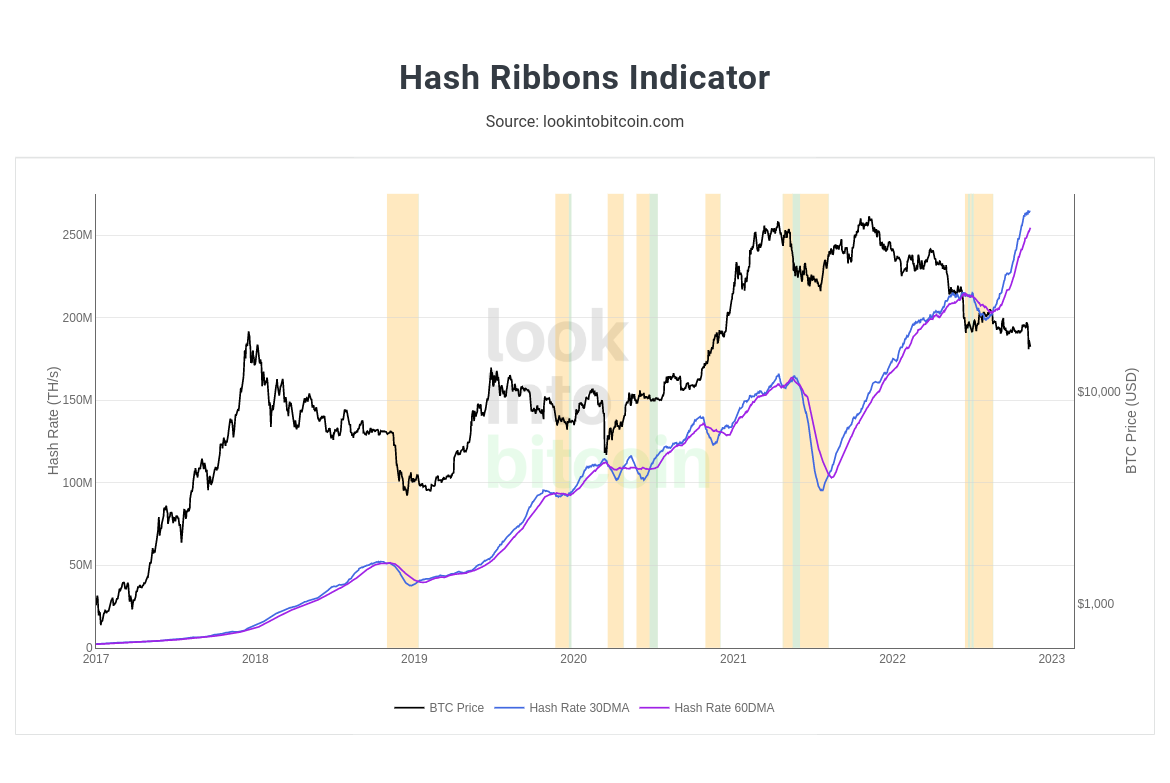 Hash Ribbons Indicator
Source: lookintobitcoin.com
look
into
bitcoin
250M
200M
150M
100M
50M
0
Hash Rate (TH/s)
$10,000
$1,000
BTC Price (USD)
2017 2018 2019 2020 2021 2022 2023
BTC Price Hash Rate 30DMA Hash Rate 60DMA